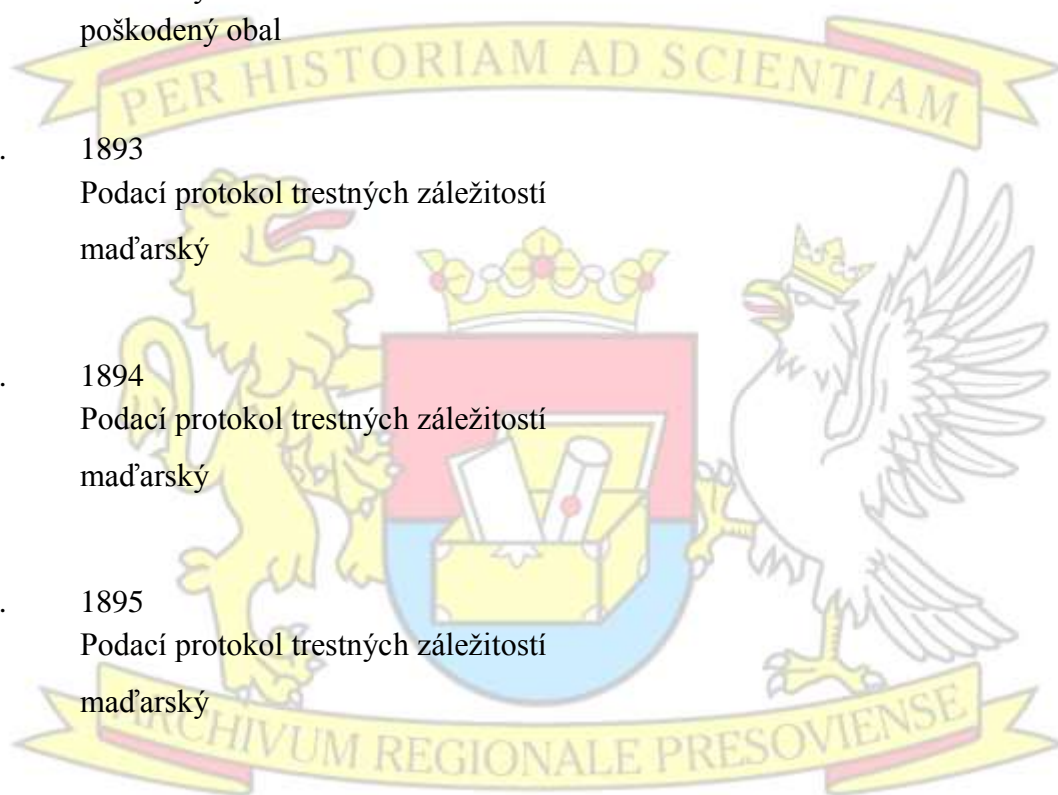 poškodený obal
PER HISTORIAM AD SCIENTIAM
. 1893
Podací protokol trestných záležitostí
maďarský
. 1894
Podací protokol trestných záležitostí
maďarský
. 1895
Podací protokol trestných záležitostí
maďarský
ARCHIVUM REGIONALE PRESOVIENSE